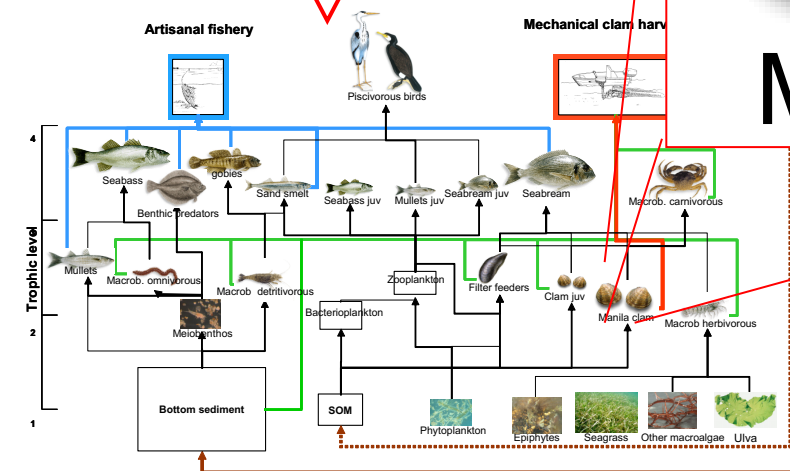 Artisanal fishery
Mechanical clam harv
M
Piscivorous birds
4
Seabass
gobies
Benthic predators
Sand smelt
Seabass juv
Mullets juv
Seabream juv
Seabream
Macrob. carnivorous
Trophic level
Mullets
Macrob. omnivorous
Macrob detritivorous
Zooplankton
Filter feeders
Clam juv
Manila clam
Macrob herbivorous
2
Meiobenthos
Bacterioplankton
Bottom sediment
SOM
1
Phytoplankton
Epiphytes
Seagrass
Other macroalgae
Ulva